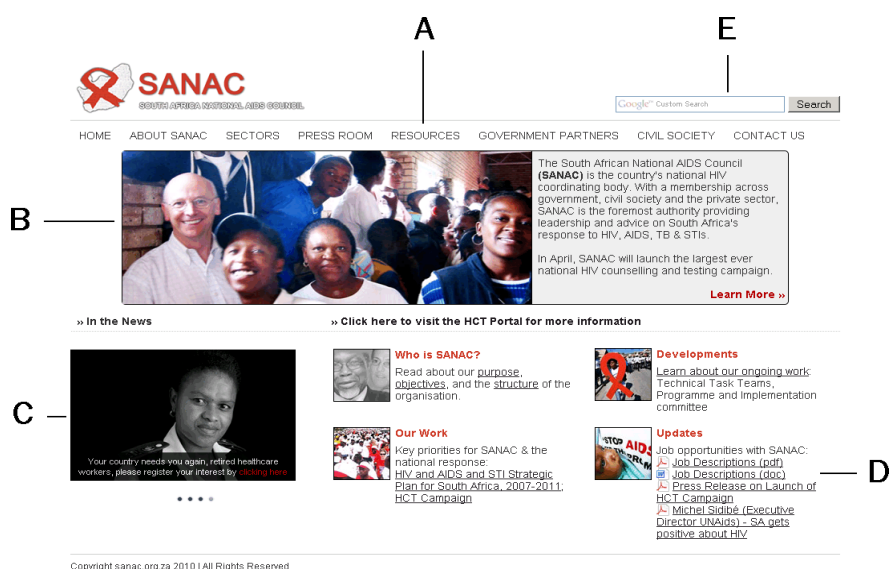 A
E
SANAC
SOUTH AFRICA NATIONAL AIDS COUNCIL
Google™ Custom Search
Search
HOME ABOUT SANAC SECTORS PRESS ROOM RESOURCES GOVERNMENT PARTNERS CIVIL SOCIETY CONTACT US
B
The South African National AIDS Council
(SANAC) is the country's national HIV
coordinating body. With a membership across
government, civil society and the private sector,
SANAC is the foremost authority providing
leadership and advice on South Africa's
response to HIV, AIDS, TB & STIs.
In April, SANAC will launch the largest ever
national HIV counselling and testing campaign.
Learn More »
» In the News
» Click here to visit the HCT Portal for more information
C
Your country needs you again, retired healthcare
workers, please register your interest by clicking here
Who is SANAC?
Read about our purpose,
objectives, and the structure of the
organisation.
Developments
Learn about our ongoing work:
Technical Task Teams,
Programme and Implementation
committee
Our Work
Key priorities for SANAC & the
national response:
HIV and AIDS and STI Strategic
Plan for South Africa, 2007-2011;
HCT Campaign
STOP AIDS
Updates
Job opportunities with SANAC:
Job Descriptions (pdf)
Job Descriptions (doc)
Press Release on Launch of
HCT Campaign
Michel Sidibé (Executive
Director UNAids) - SA gets
positive about HIV
D
Copyright sanac.org.za 2010 | All Rights Reserved